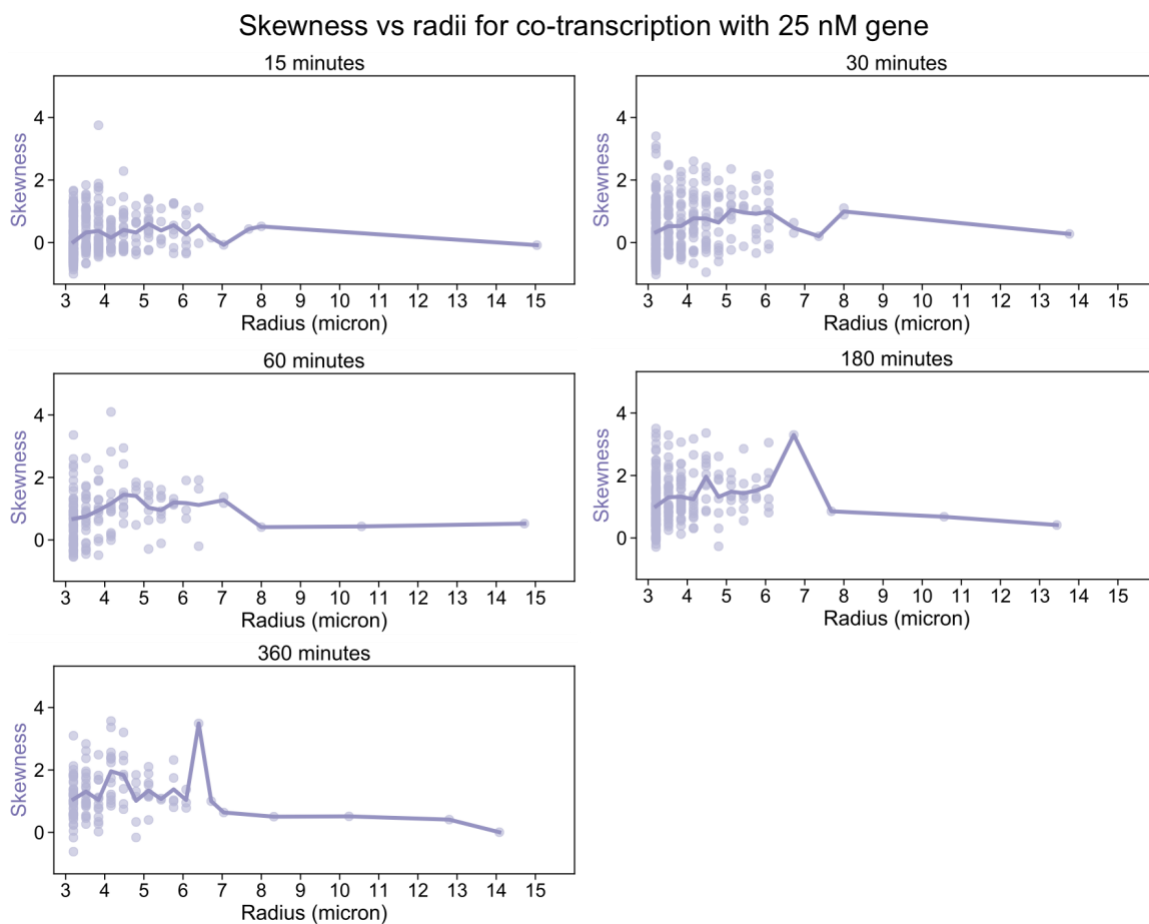 Skewness vs radii for co-transcription with 25 nM gene
15 minutes
4
2
0
Skewness
3 4 5 6 7 8 9 10 11 12 13 14 15
Radius (micron)
30 minutes
4
2
0
Skewness
3 4 5 6 7 8 9 10 11 12 13 14 15
Radius (micron)
60 minutes
4
2
0
Skewness
3 4 5 6 7 8 9 10 11 12 13 14 15
Radius (micron)
180 minutes
4
2
0
Skewness
3 4 5 6 7 8 9 10 11 12 13 14 15
Radius (micron)
360 minutes
4
2
0
Skewness
3 4 5 6 7 8 9 10 11 12 13 14 15
Radius (micron)